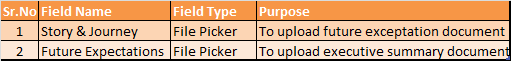 Sr.No Field Name Field Type Purpose
1 Story & Journey File Picker To upload future exceptation document
2 Future Expectations File Picker To upload executive summary document